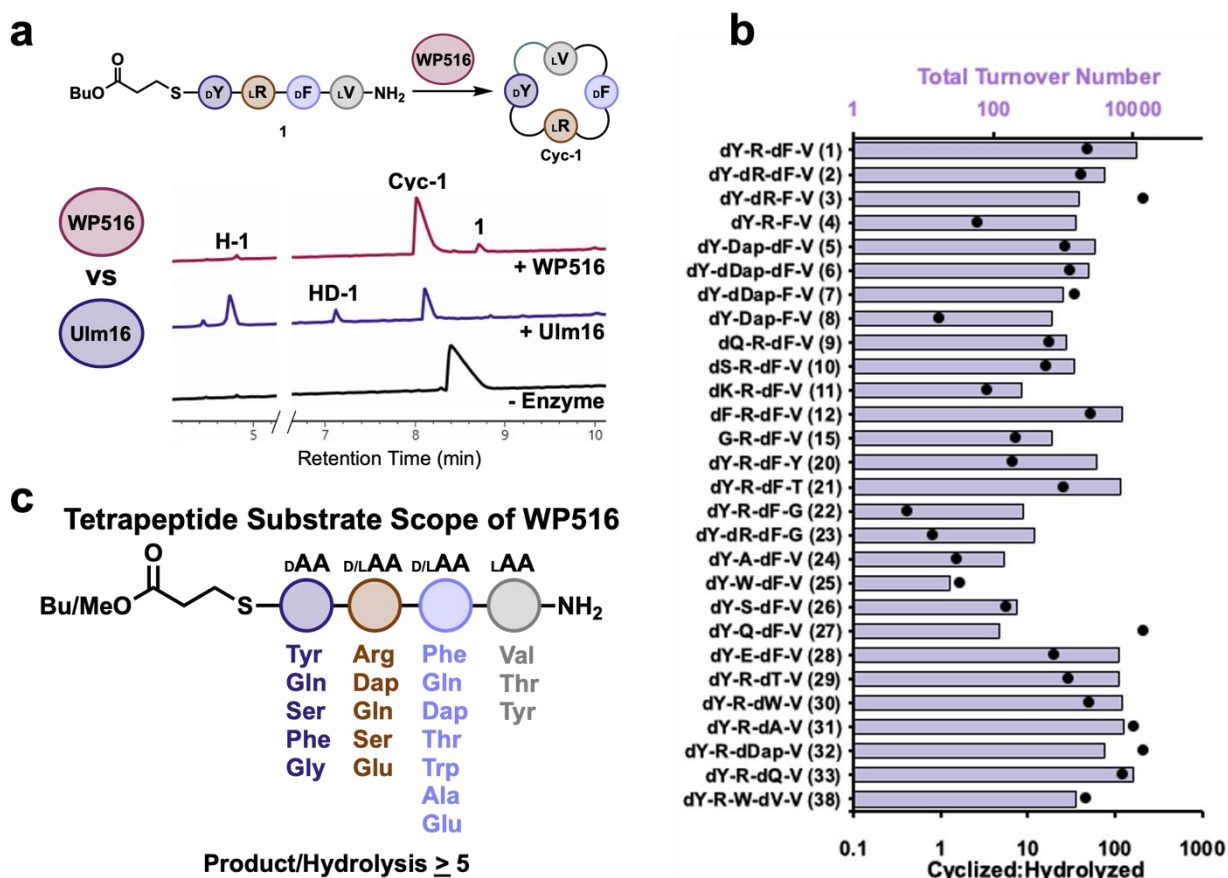 a
O
BuO
S
DY
LR
DF
LV
NH2
1
WP516
LV
DY
DF
LR
Cyc-1
WP516
vs
Ulm16
H-1
Cyc-1
1
+ WP516
HD-1
+ Ulm16
- Enzyme
5
7
8
9
10
Retention Time (min)
b
Total Turnover Number
1
100
10000
dY-R-dF-V (1)
dY-dR-dF-V (2)
dY-dR-F-V (3)
dY-R-F-V (4)
dY-Dap-dF-V (5)
dY-dDap-dF-V (6)
dY-dDap-F-V (7)
dY-Dap-F-V (8)
dQ-R-dF-V (9)
dS-R-dF-V (10)
dK-R-dF-V (11)
dF-R-dF-V (12)
G-R-dF-V (15)
dY-R-dF-Y (20)
dY-R-dF-T (21)
dY-R-dF-G (22)
dY-dR-dF-G (23)
dY-A-dF-V (24)
dY-W-dF-V (25)
dY-S-dF-V (26)
dY-Q-dF-V (27)
dY-E-dF-V (28)
dY-R-dT-V (29)
dY-R-dW-V (30)
dY-R-dA-V (31)
dY-R-dDap-V (32)
dY-R-dQ-V (33)
dY-R-W-dV-V (38)
0.1
1
10
100
1000
Cyclized:Hydrolyzed
c
Tetrapeptide Substrate Scope of WP516
DAA
D/LAA
D/LAA
LAA
O
Bu/MeO
S
NH2
Tyr
Gln
Ser
Phe
Gly
Arg
Dap
Gln
Ser
Glu
Phe
Gln
Dap
Thr
Trp
Ala
Glu
Val
Thr
Tyr
Product/Hydrolysis ≥ 5